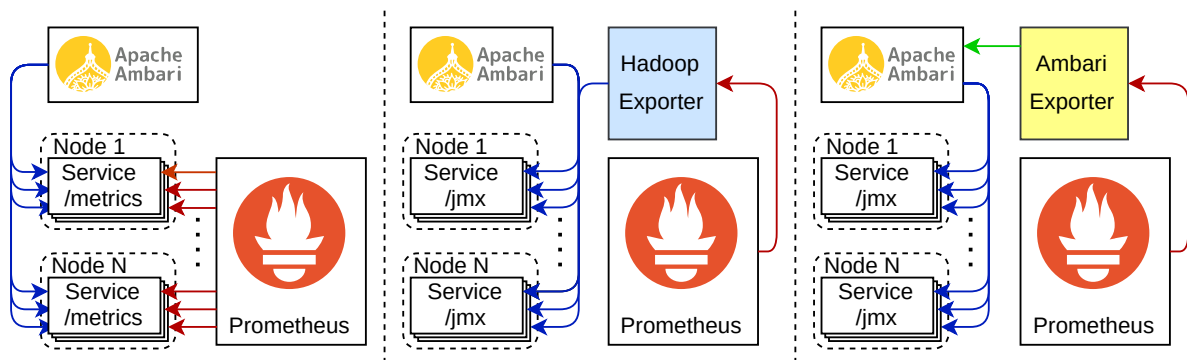 Apache
Ambari
Node 1
Service
/metrics
Node N
Service
/metrics
Prometheus
Apache
Ambari
Hadoop
Exporter
Node 1
Service
/jmx
Node N
Service
/jmx
Prometheus
Apache
Ambari
Ambari
Exporter
Node 1
Service
/jmx
Node N
Service
/jmx
Prometheus